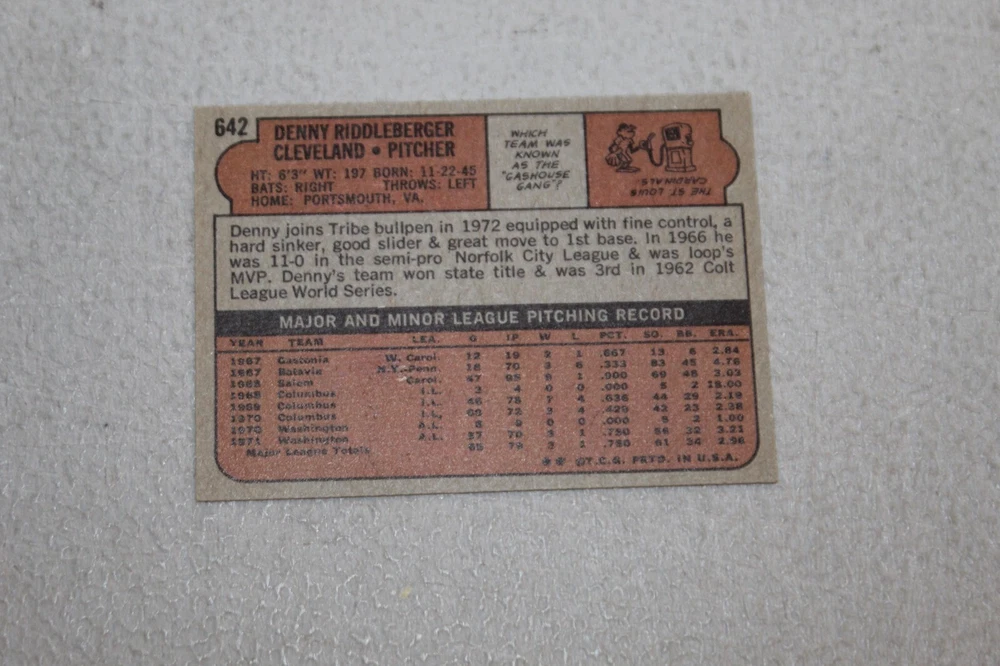 642
DENNY RIDDLEBERGER
CLEVELAND • PITCHER
HT: 6'3" WT: 197 BORN: 11-22-45
BATS: RIGHT THROWS: LEFT
HOME: PORTSMOUTH, VA.
WHICH
TEAM WAS
KNOWN
AS THE
"GASHOUSE
GANG"?
THE ST. LOUIS
CARDINALS
Denny joins Tribe bullpen in 1972 equipped with fine control, a
hard sinker, good slider & great move to 1st base. In 1966 he
was 11-0 in the semi-pro Norfolk City League & was loop's
MVP. Denny's team won state title & was 3rd in 1962 Colt
League World Series.
MAJOR AND MINOR LEAGUE PITCHING RECORD
YEAR TEAM LEA. G IP W L PCT. SO. BB. ERA.
1967 Gastonia W. Carol. 12 19 2 1 .667 13 6 2.84
1967 Batavia N.Y.-Penn. 18 70 3 6 .333 83 45 4.76
1968 Salem Carol. 47 95 1 .900 69 3.03
1968 Columbus I.L. 3 4 0 0 .000 2 18.00
1969 Columbus I.L. 46 78 7 4 .636 44 29 2.19
1970 Columbus I.L. 72 3 4 .429 42 23 2.38
1970 Washington A.L. 8 9 0 0 .000 5 2 1.00
1971 Washington A.L. 57 70 3 1 .750 56 32 3.21
Major League Totals 65 79 3 1 .750 61 34 2.96
** ©T.C.G. PRTD. IN U.S.A.